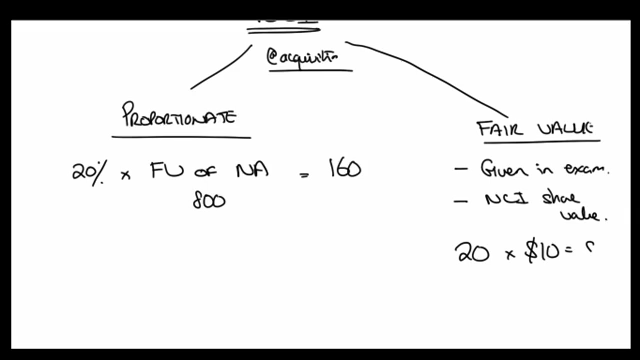 @acquisitn
PROPORTIONATE
20% x FV of NA = 160
800
FAIR VALUE
- Given in exam.
- NCI share value.
20 x $10 =